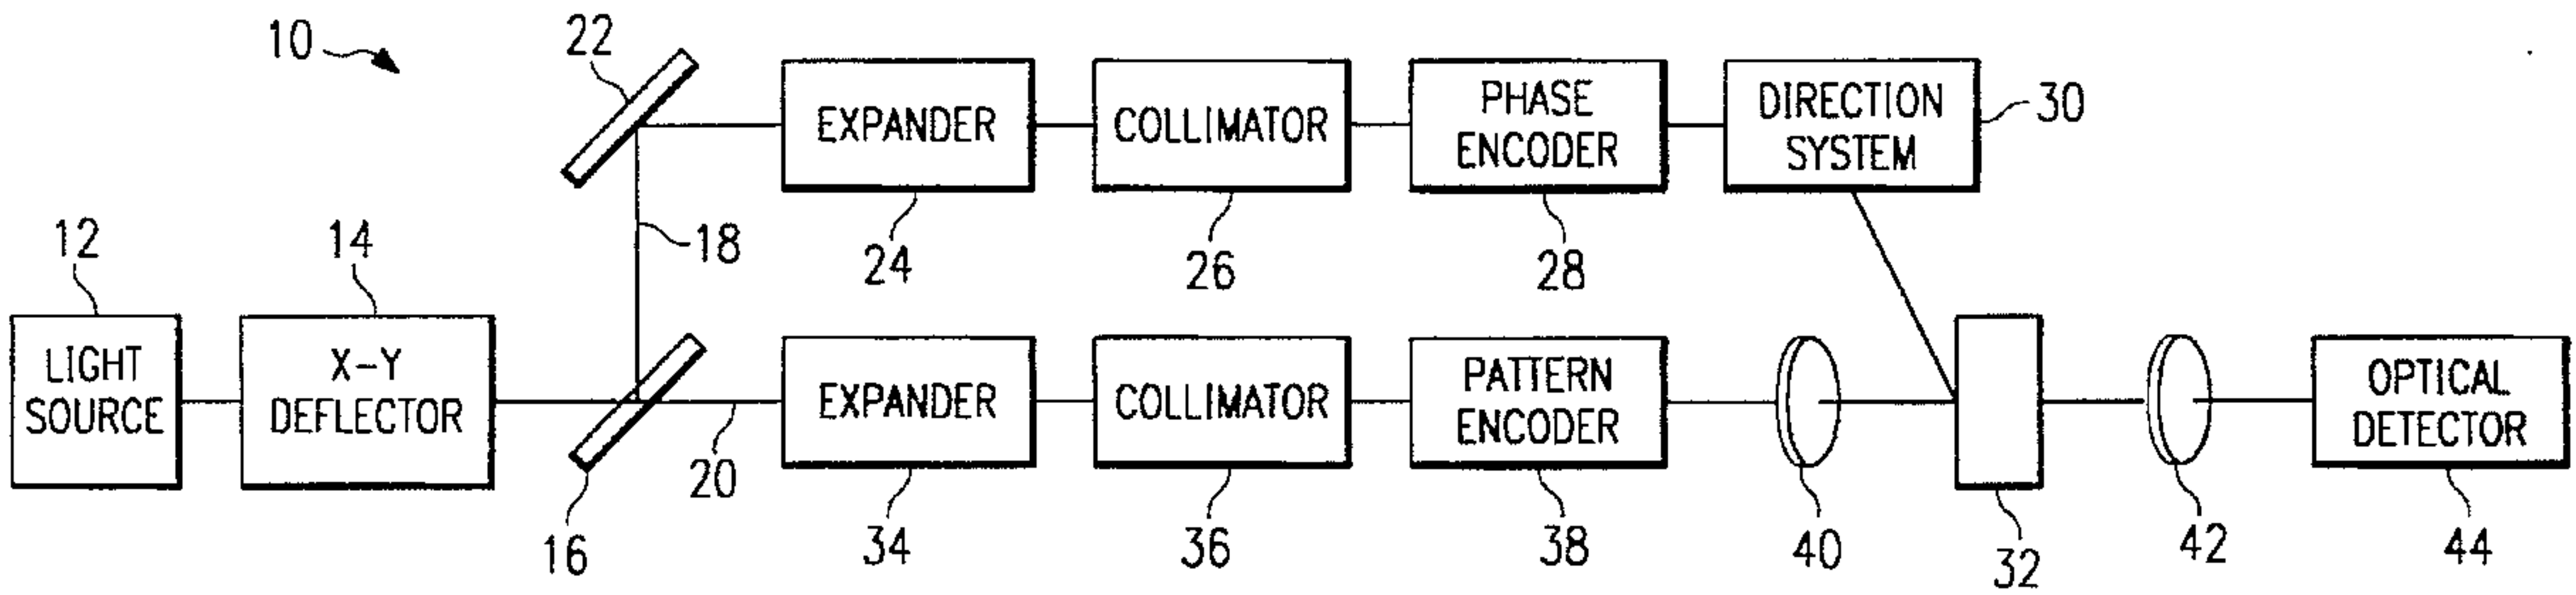 10
22
EXPANDER
COLLIMATOR
PHASE
ENCODER
DIRECTION
SYSTEM
30
18
24
26
28
12
14
LIGHT
SOURCE
X-Y
DEFLECTOR
EXPANDER
COLLIMATOR
PATTERN
ENCODER
OPTICAL
DETECTOR
20
16
34
36
38
40
32
42
44